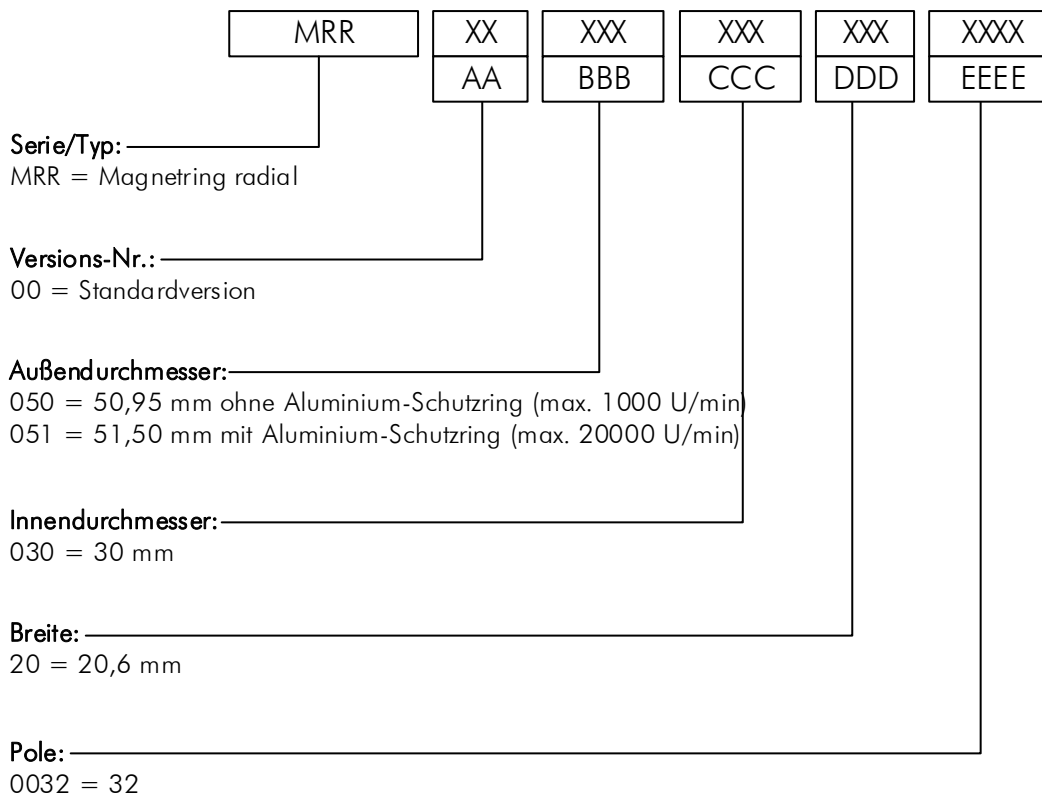 MRR XX XXX XXX XXX XXXX
AA BBB CCC DDD EEEE
Serie/Typ:
MRR = Magnetring radial
Versions-Nr.:
00 = Standardversion
Außendurchmesser:
050 = 50,95 mm ohne Aluminium-Schutzring (max. 1000 U/min)
051 = 51,50 mm mit Aluminium-Schutzring (max. 20000 U/min)
Innendurchmesser:
030 = 30 mm
Breite:
20 = 20,6 mm
Pole:
0032 = 32